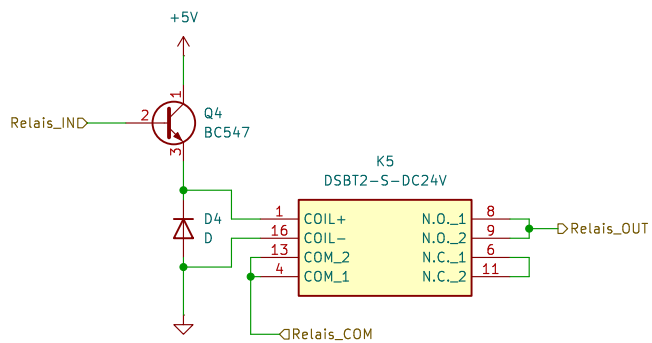 +5V
1
Relais_IN
2
Q4
BC547
3
K5
DSBT2-S-DC24V
D4
D
1 COIL+ N.O._1 8
16 COIL- N.O._2 9
13 COM_2 N.C._1 6
4 COM_1 N.C._2 11
Relais_OUT
Relais_COM